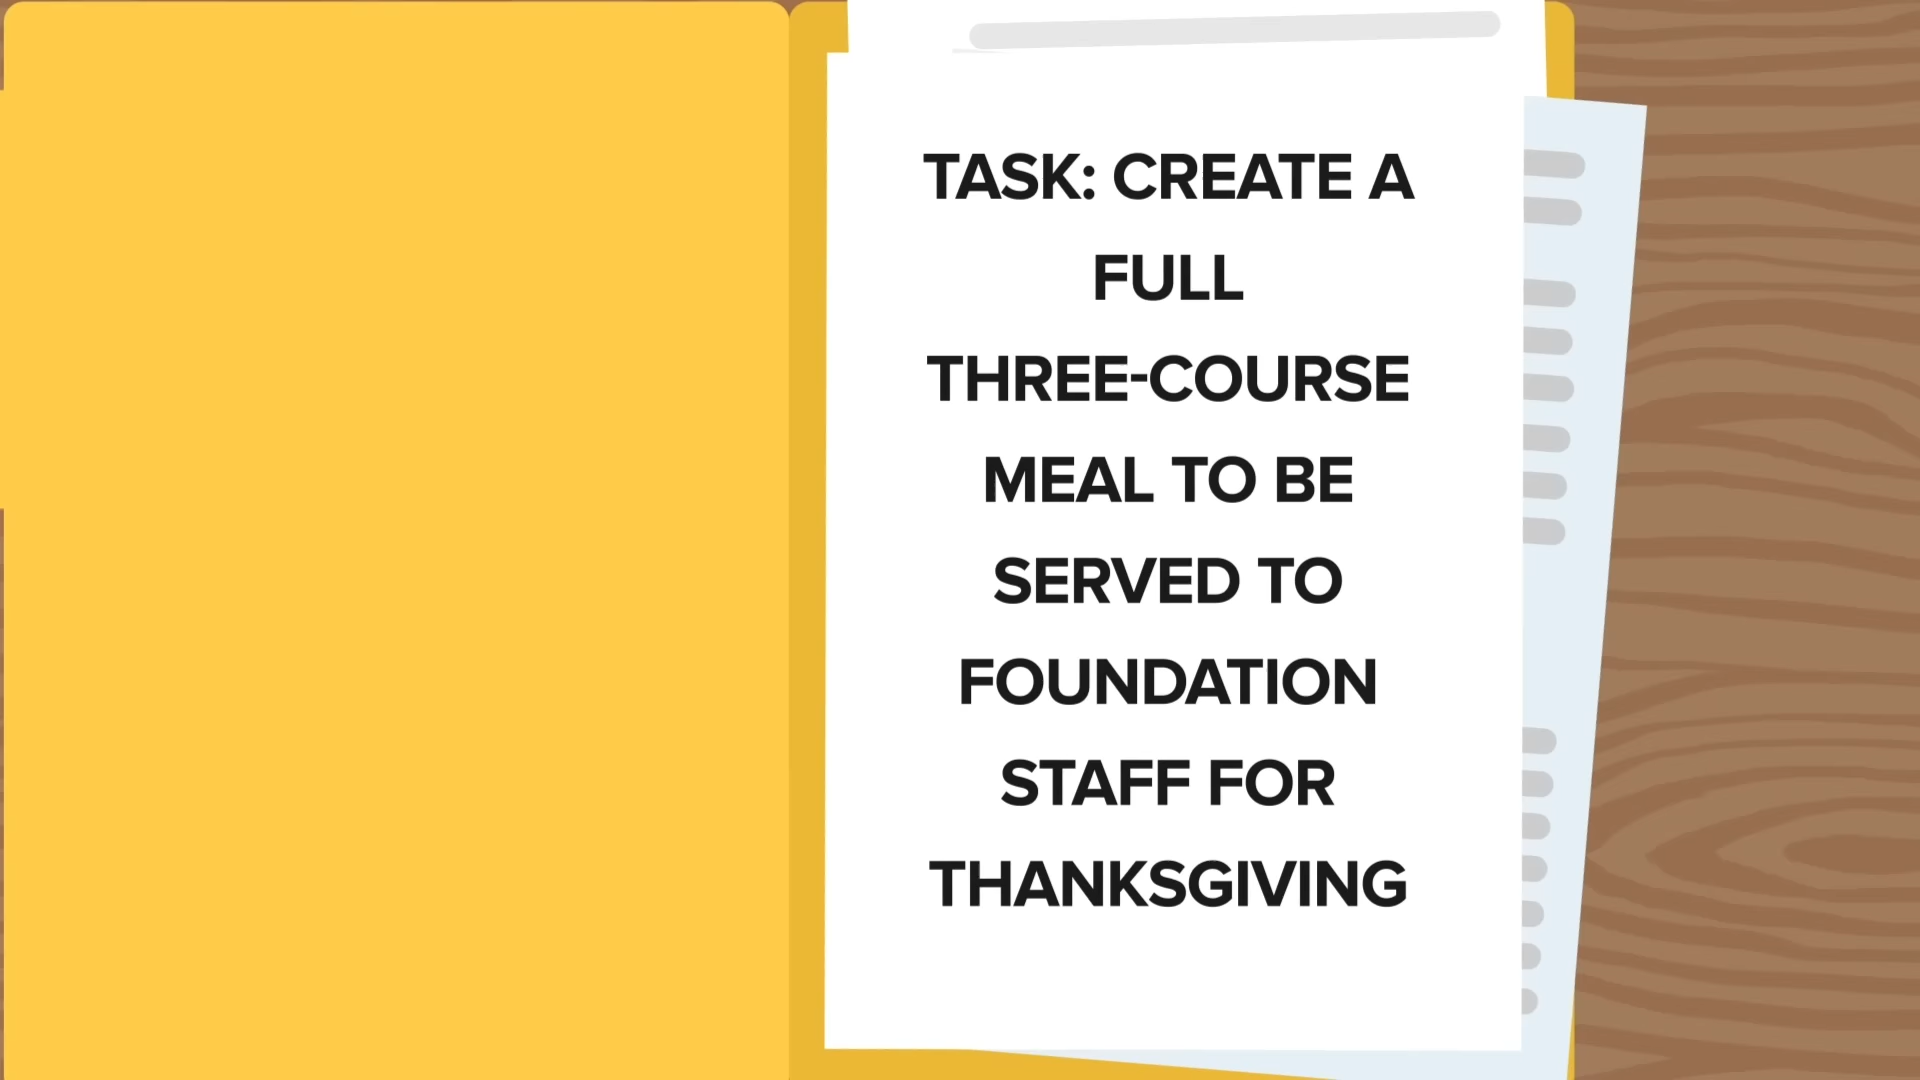 TASK: CREATE A
FULL
THREE-COURSE
MEAL TO BE
SERVED TO
FOUNDATION
STAFF FOR
THANKSGIVING